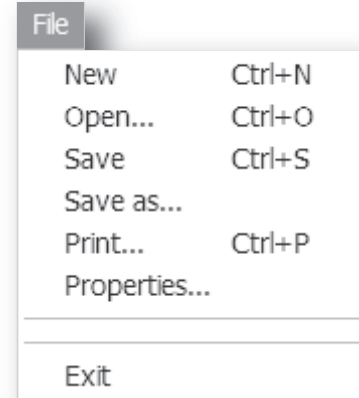 File
New Ctrl+N
Open... Ctrl+O
Save Ctrl+S
Save as...
Print... Ctrl+P
Properties...
Exit